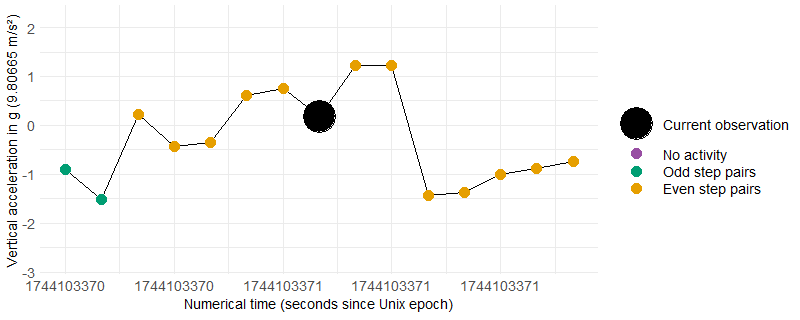 Vertical acceleration in g (9.80665 m/s²)
2
1
0
-1
-2
-3
1744103370 1744103370 1744103371 1744103371 1744103371
Numerical time (seconds since Unix epoch)
Current observation
No activity
Odd step pairs
Even step pairs